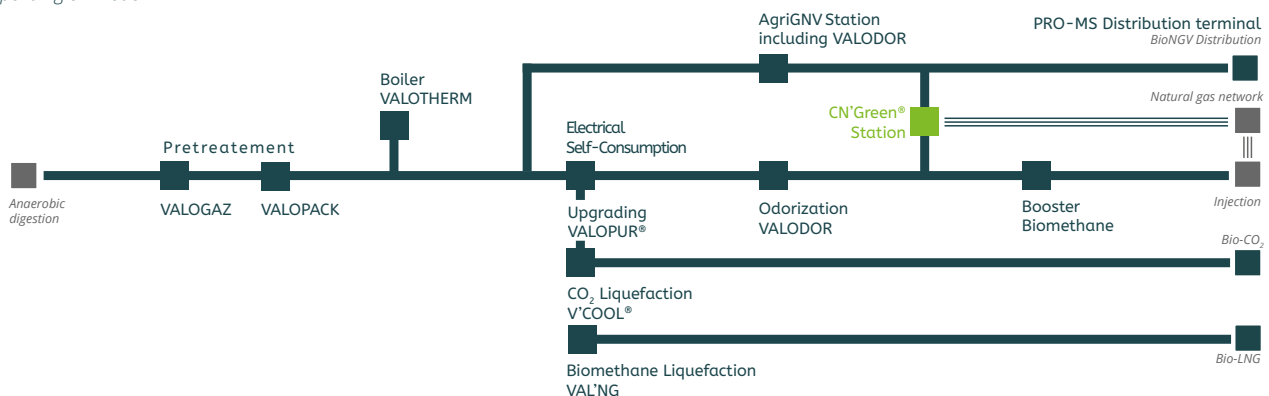 AgriGNV Station
including VALODOR
PRO-MS Distribution terminal
BioNGV Distribution
Boiler
VALOTHERM
Natural gas network
CN'Green®
Station
Electrical
Self-Consumption
Pretreatement
Anaerobic
digestion
VALOGAZ
VALOPACK
Upgrading
VALOPUR®
Odorization
VALODOR
Booster
Biomethane
Injection
Bio-CO₂
CO₂ Liquefaction
V'COOL®
Bio-LNG
Biomethane Liquefaction
VAL'NG